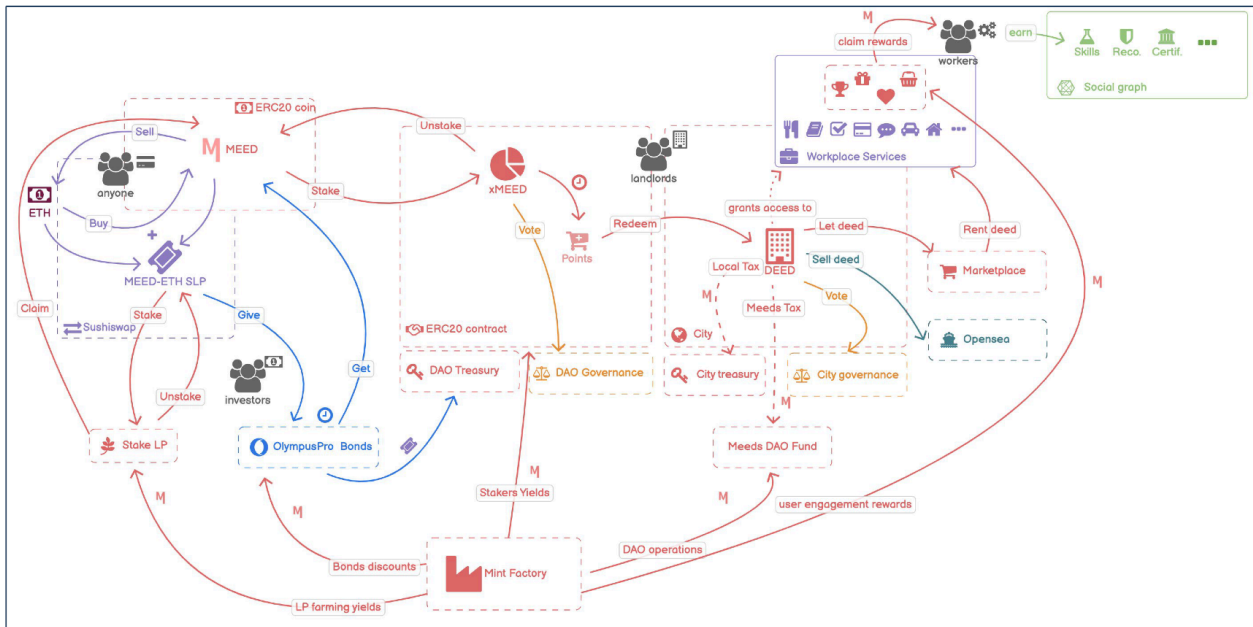 M
claim rewards
workers
earn
Skills
Reco.
Certif.
Social graph
ERC20 coin
Sell
MEED
anyone
ETH
Buy
MEED-ETH SLP
Sushiswap
Claim
Stake
Unstake
Give
Get
investors
Stake LP
OlympusPro Bonds
Unstake
Stake
xMEED
Vote
Points
ERC20 contract
DAO Treasury
DAO Governance
landlords
Redeem
Workplace Services
grants access to
DEED
Let deed
Rent deed
Marketplace
Sell deed
Opensea
Local Tax
M
Meeds Tax
Vote
City
City treasury
City governance
M
Meeds DAO Fund
M
M
M
Stakers Yields
M
M
user engagement rewards
DAO operations
Bonds discounts
Mint Factory
LP farming yields